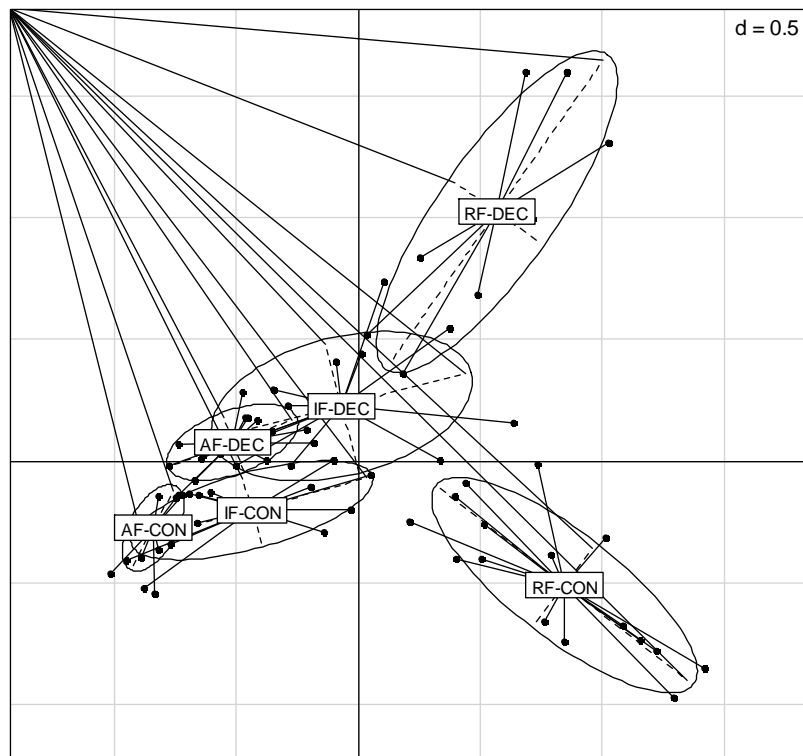 d = 0.5
RF-DEC
IF-DEC
AF-DEC
IF-CON
AF-CON
RF-CON